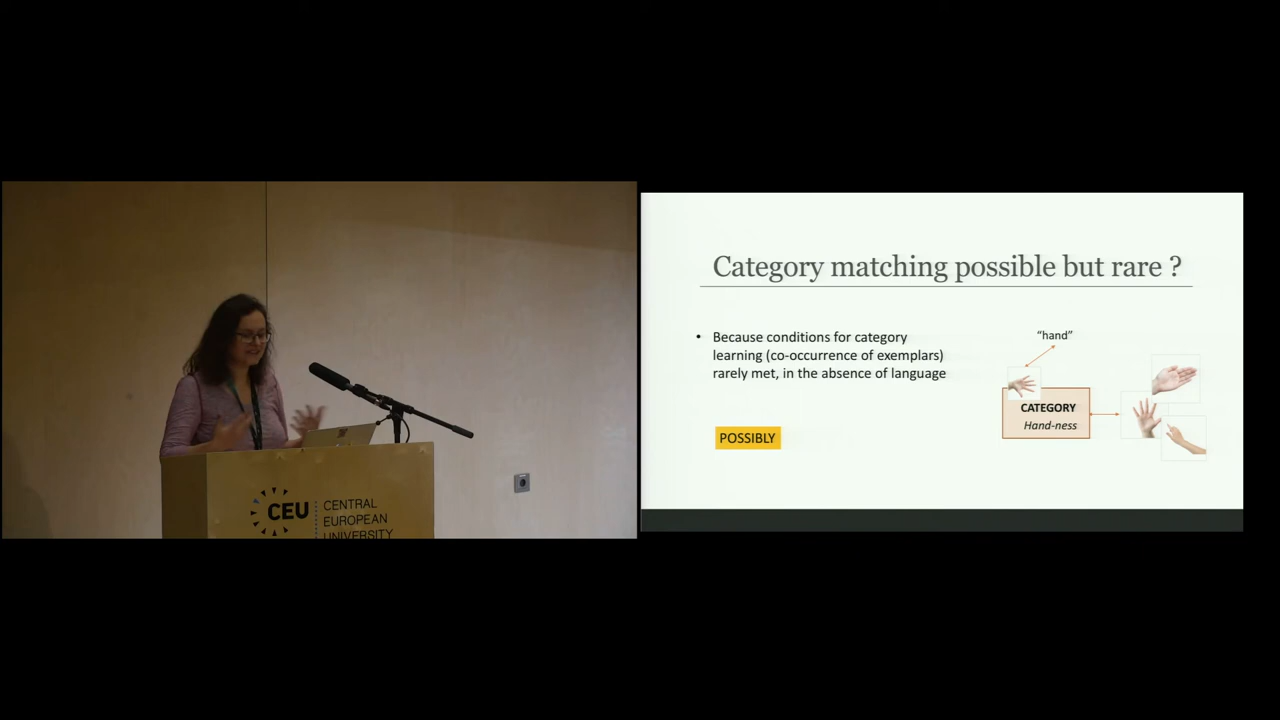 CEU
CENTRAL
EUROPEAN
UNIVERSITY
Category matching possible but rare ?
• Because conditions for category
learning (co-occurrence of exemplars)
rarely met, in the absence of language
POSSIBLY
“hand”
CATEGORY
Hand-ness